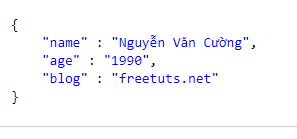 {
"name" : "Nguyễn Văn Cường",
"age" : "1990",
"blog" : "freetuts.net"
}